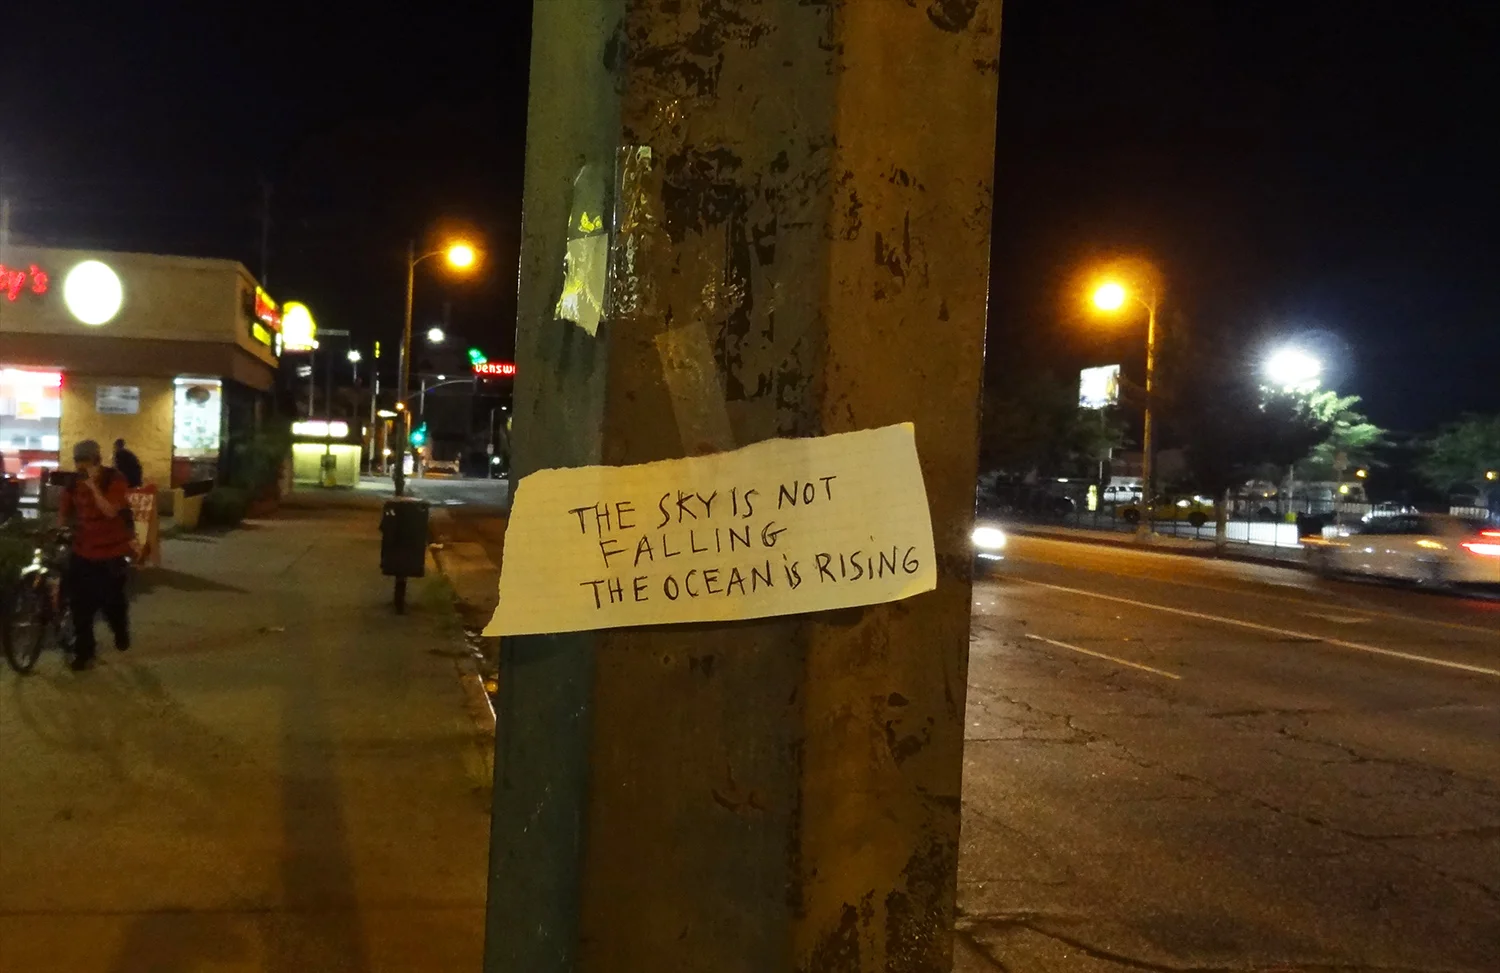 THE SKY IS NOT
FALLING
THE OCEAN iS RISiNG